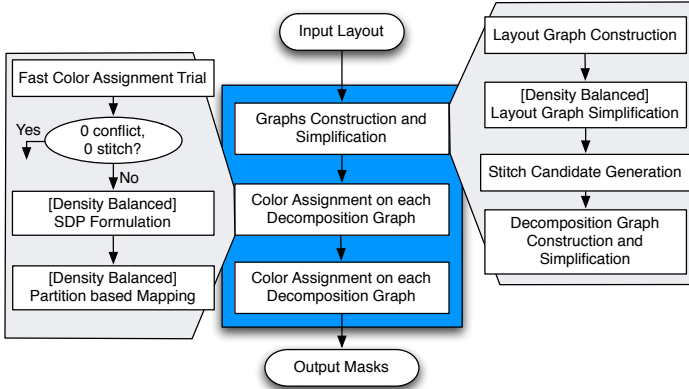 Input Layout
Fast Color Assignment Trial
Yes
0 conflict,
0 stitch?
No
[Density Balanced]
SDP Formulation
[Density Balanced]
Partition based Mapping
Graphs Construction and
Simplification
Color Assignment on each
Decomposition Graph
Color Assignment on each
Decomposition Graph
Output Masks
Layout Graph Construction
[Density Balanced]
Layout Graph Simplification
Stitch Candidate Generation
Decomposition Graph
Construction and
Simplification